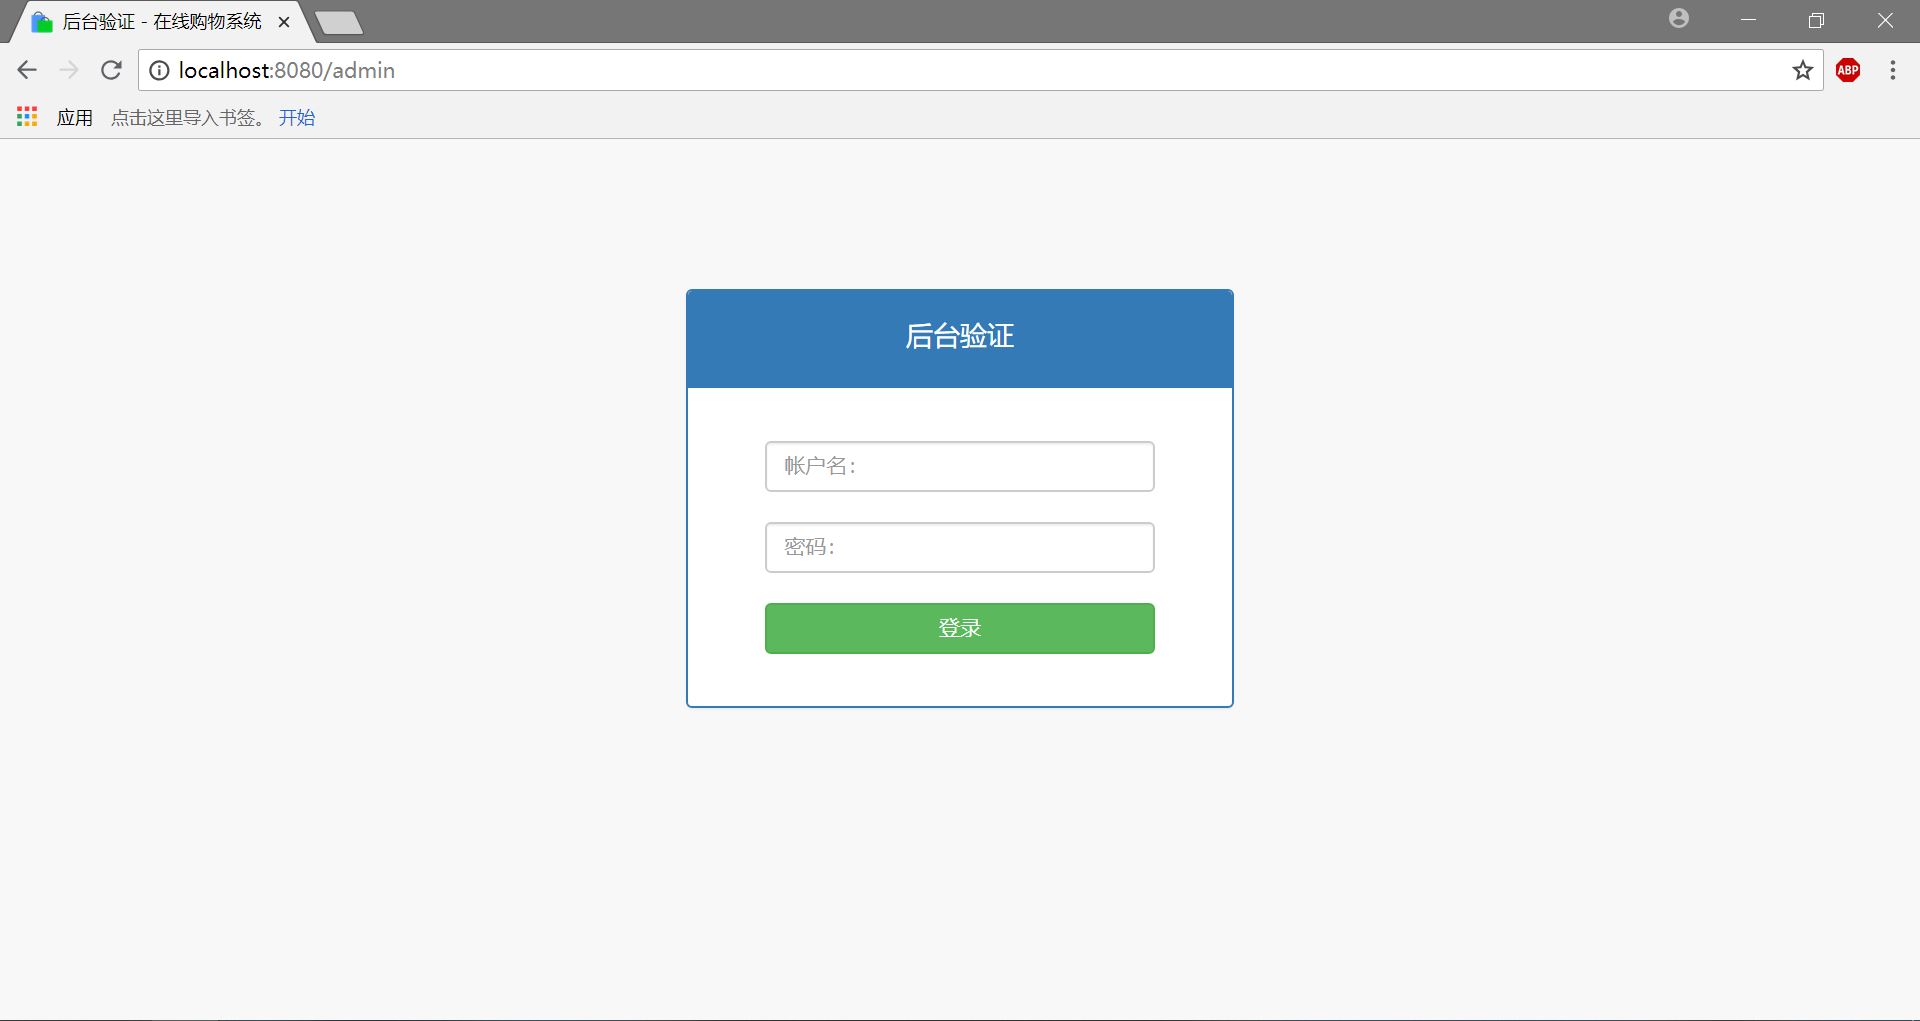 后台验证 - 在线购物系统
localhost:8080/admin
ABP
应用 点击这里导入书签。 开始
后台验证
帐户名：
密码：
登录